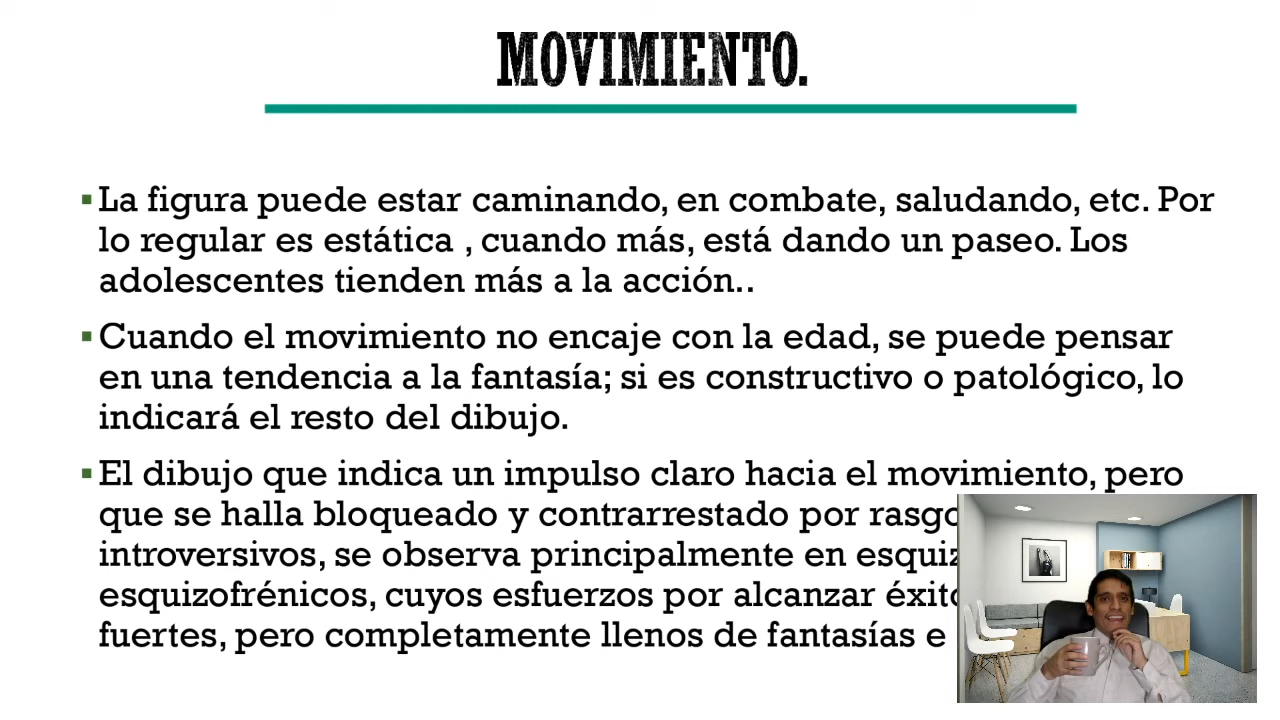 MOVIMIENTO.
▪La figura puede estar caminando, en combate, saludando, etc. Por
lo regular es estática , cuando más, está dando un paseo. Los
adolescentes tienden más a la acción..
▪Cuando el movimiento no encaje con la edad, se puede pensar
en una tendencia a la fantasía; si es constructivo o patológico, lo
indicará el resto del dibujo.
▪El dibujo que indica un impulso claro hacia el movimiento, pero
que se halla bloqueado y contrarrestado por
introversivos, se observa principalmente en
esquizofrénicos, cuyos esfuerzos por alcanzar
fuertes, pero completamente llenos de fantasías e